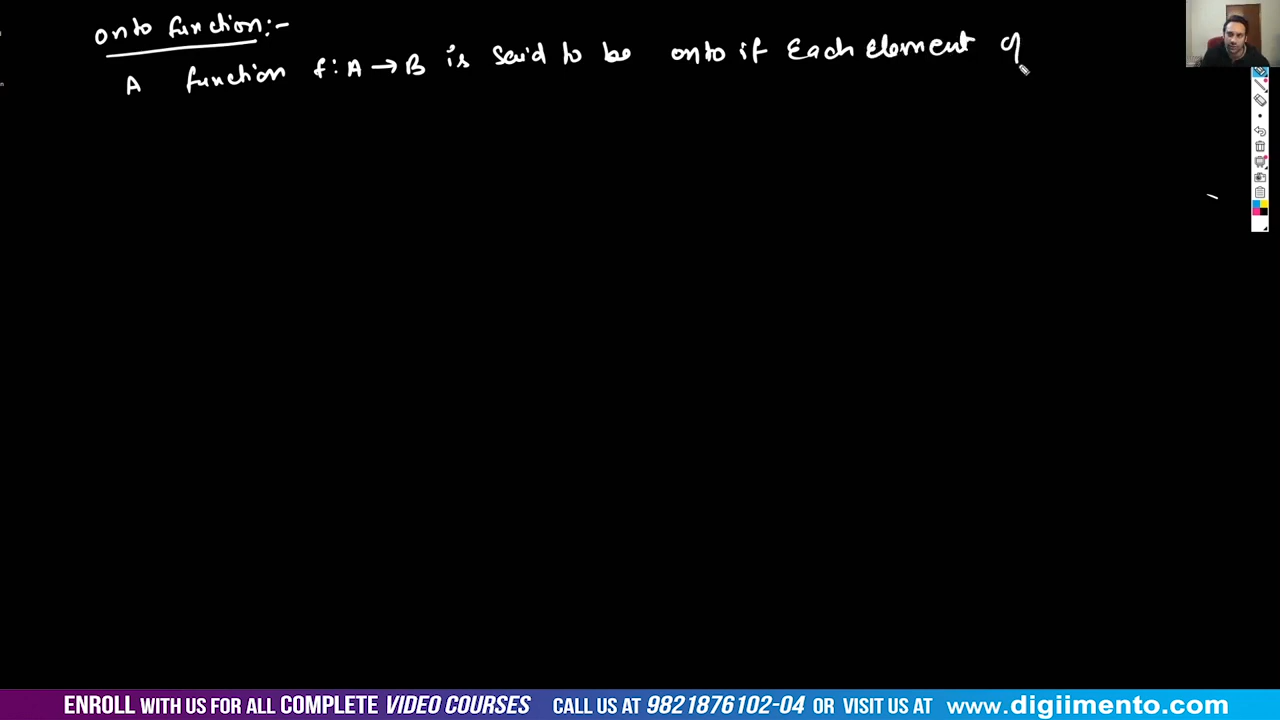 onto function:-
A function f: A → B is said to be onto if Each element of
ENROLL WITH US FOR ALL COMPLETE VIDEO COURSES CALL US AT 9821876102-04 OR VISIT US AT www.digiimento.com